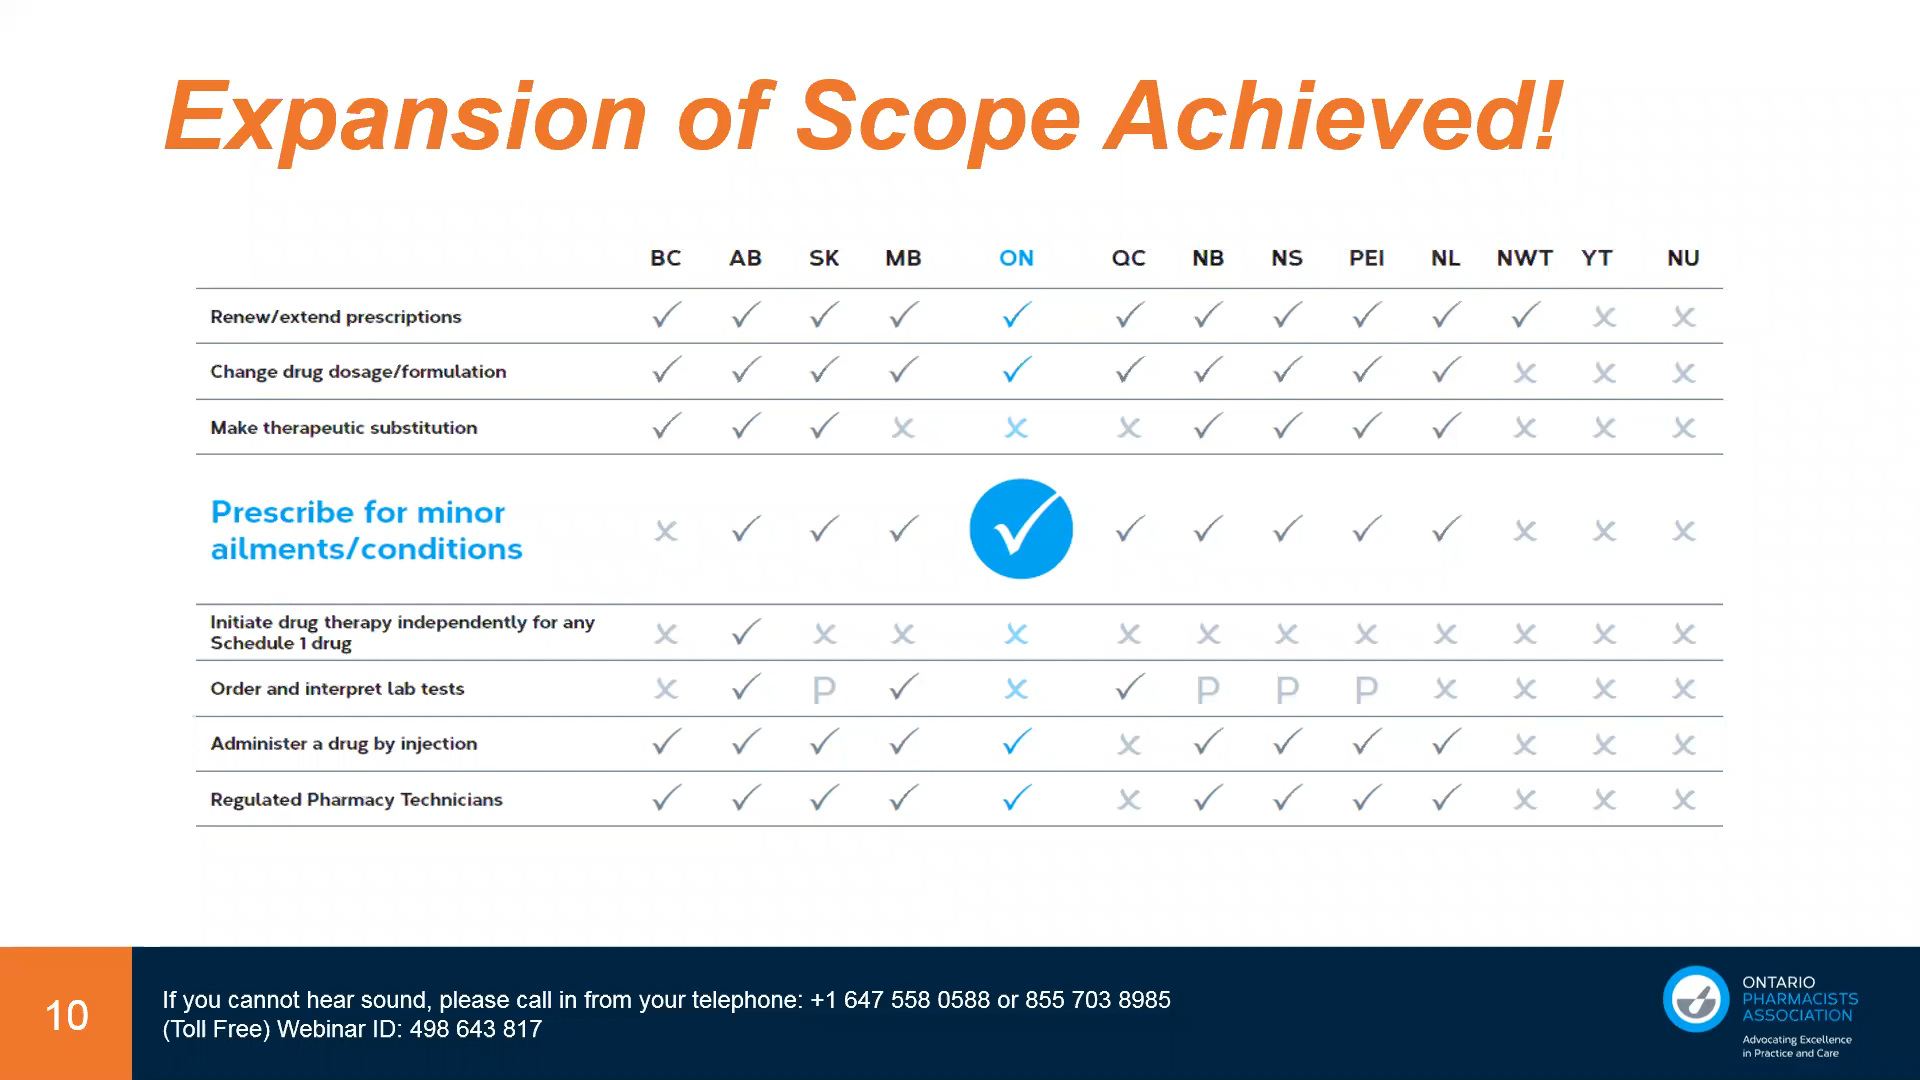 Expansion of Scope Achieved!
BC AB SK MB ON QC NB NS PEI NL NWT YT NU
Renew/extend prescriptions ✓ ✓ ✓ ✓ ✓ ✓ ✓ ✓ ✓ ✓ ✓ x x
Change drug dosage/formulation ✓ ✓ ✓ ✓ ✓ ✓ ✓ ✓ ✓ ✓ x x x
Make therapeutic substitution ✓ ✓ ✓ x x x ✓ ✓ ✓ ✓ x x x
Prescribe for minor
ailments/conditions x ✓ ✓ ✓ ✓ ✓ ✓ ✓ ✓ ✓ x x x
Initiate drug therapy independently for any
Schedule 1 drug x ✓ x x x x x x x x x x x
Order and interpret lab tests x ✓ P ✓ x ✓ P P P x x x x
Administer a drug by injection ✓ ✓ ✓ ✓ ✓ x ✓ ✓ ✓ ✓ x x x
Regulated Pharmacy Technicians ✓ ✓ ✓ ✓ ✓ x ✓ ✓ ✓ ✓ x x x
10
If you cannot hear sound, please call in from your telephone: +1 647 558 0588 or 855 703 8985
(Toll Free) Webinar ID: 498 643 817
ONTARIO
PHARMACISTS
ASSOCIATION
Advocating Excellence
in Practice and Care